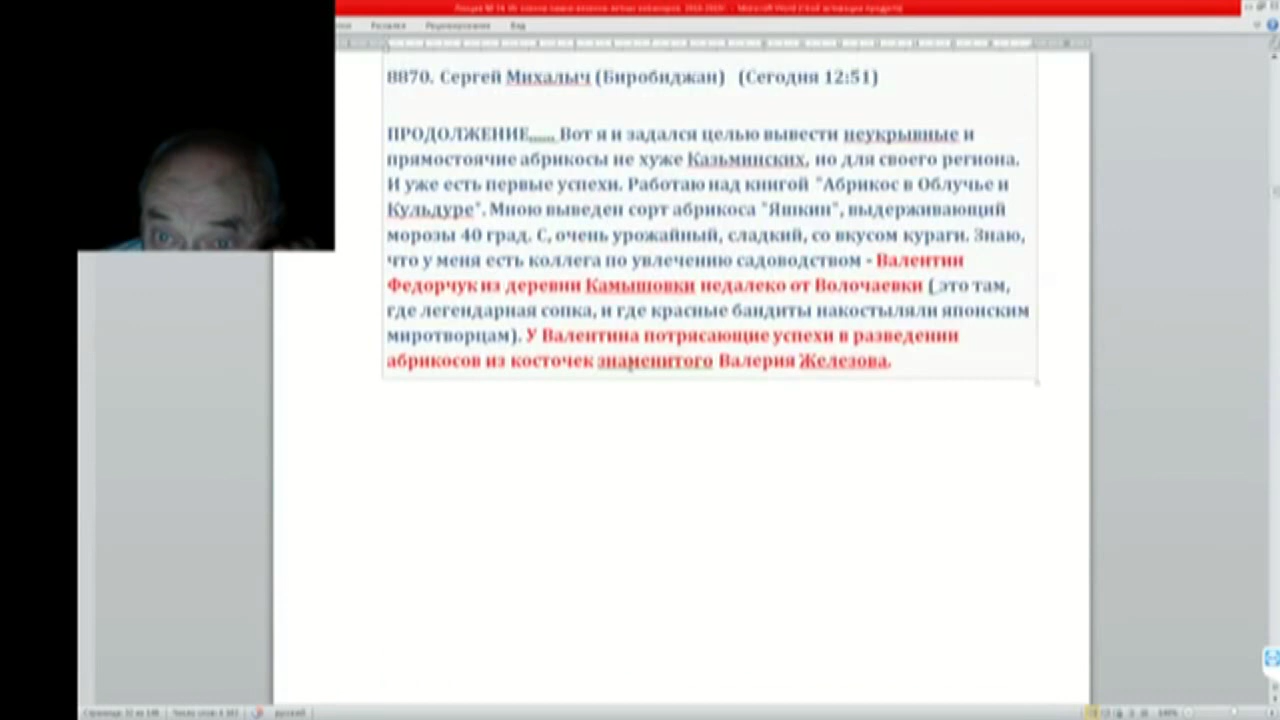 Рецензирование Вид
8870. Сергей Михалыч (Биробиджан) (Сегодня 12:51)
ПРОДОЛЖЕНИЕ...... Вот я и задался целью вывести неукрывные и
прямостоячие абрикосы не хуже Казьминских, но для своего региона.
И уже есть первые успехи. Работаю над книгой "Абрикос в Облучье и
Кульдуре". Мною выведен сорт абрикоса "Яшкин", выдерживающий
морозы 40 град. С, очень урожайный, сладкий, со вкусом кураги. Знаю,
что у меня есть коллега по увлечению садоводством - Валентин
Федорчук из деревни Камышовки недалеко от Волочаевки ( это там,
где легендарная сопка, и где красные бандиты накостыляли японским
миротворцам). У Валентина потрясающие успехи в разведении
абрикосов из косточек знаменитого Валерия Железова.
русский